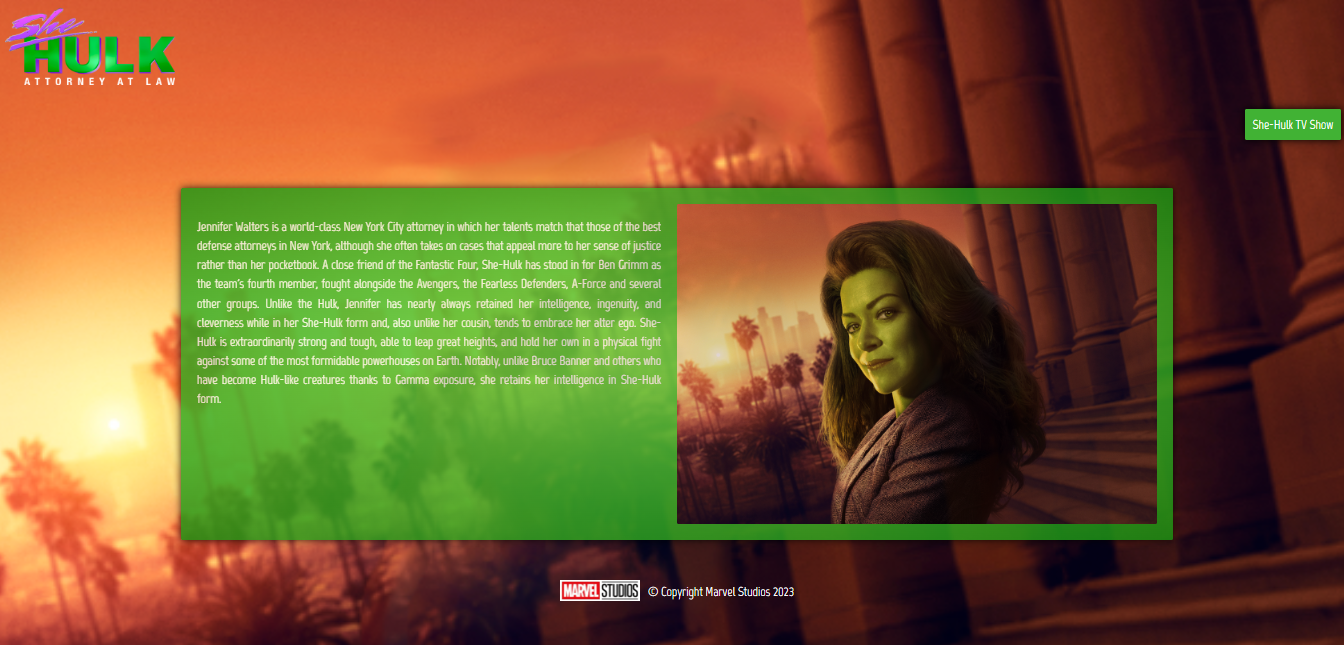 She
HULK
ATTORNEY AT LAW
She-Hulk TV Show
Jennifer Walters is a world-class New York City attorney in which her talents match that those of the best
defense attorneys in New York, although she often takes on cases that appeal more to her sense of justice
rather than her pocketbook. A close friend of the Fantastic Four, She-Hulk has stood in for Ben Grimm as
the team's fourth member, fought alongside the Avengers, the Fearless Defenders, A-Force and several
other groups. Unlike the Hulk, Jennifer has nearly always retained her intelligence, ingenuity, and
cleverness while in her She-Hulk form and, also unlike her cousin, tends to embrace her alter ego. She-
Hulk is extraordinarily strong and tough, able to leap great heights, and hold her own in a physical fight
against some of the most formidable powerhouses on Earth. Notably, unlike Bruce Banner and others who
have become Hulk-like creatures thanks to Gamma exposure, she retains her intelligence in She-Hulk
form.
MARVEL STUDIOS © Copyright Marvel Studios 2023